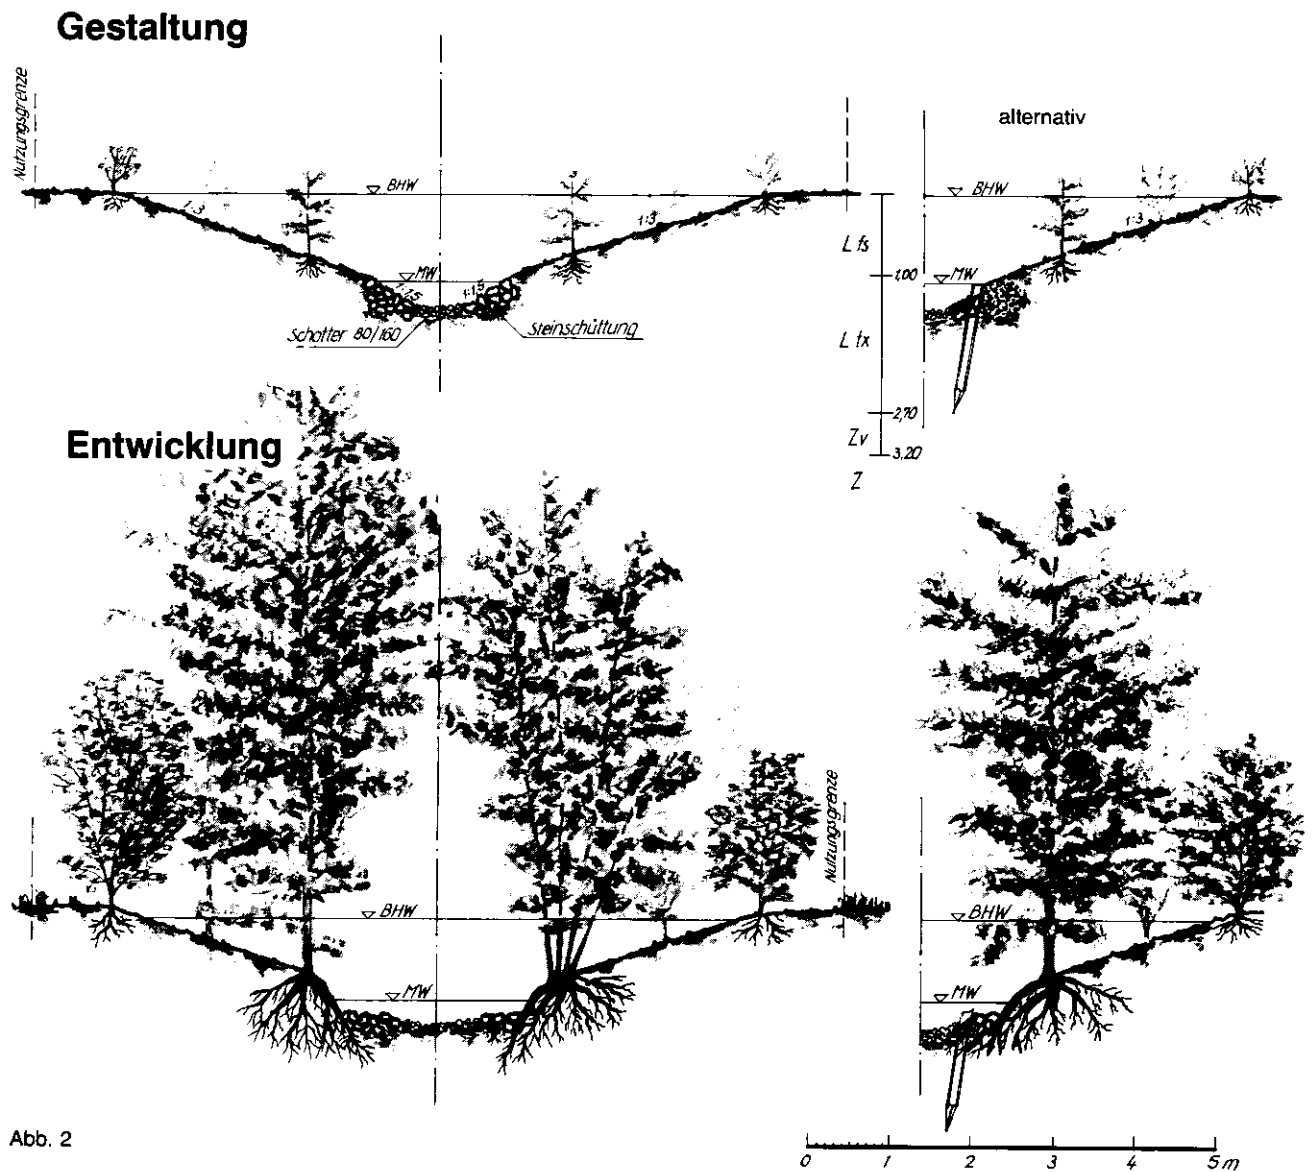 Gestaltung
Nutzungsgrenze
alternativ
BHW
BHW
1:3
1:3
1:3
L fs
MW
1,00
MW
1:1,5
1:1,5
Schotter 80/160
Steinschüttung
L tx
2,70
Zv
3,20
Z
Entwicklung
Nutzungsgrenze
BHW
BHW
MW
MW
Abb. 2
0 1 2 3 4 5 m